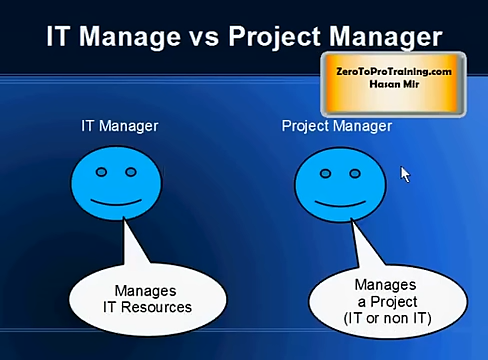 IT Manage vs Project Manager
ZeroToProTraining.com
Hasan Mir
IT Manager
Project Manager
Manages
IT Resources
Manages
a Project
(IT or non IT)